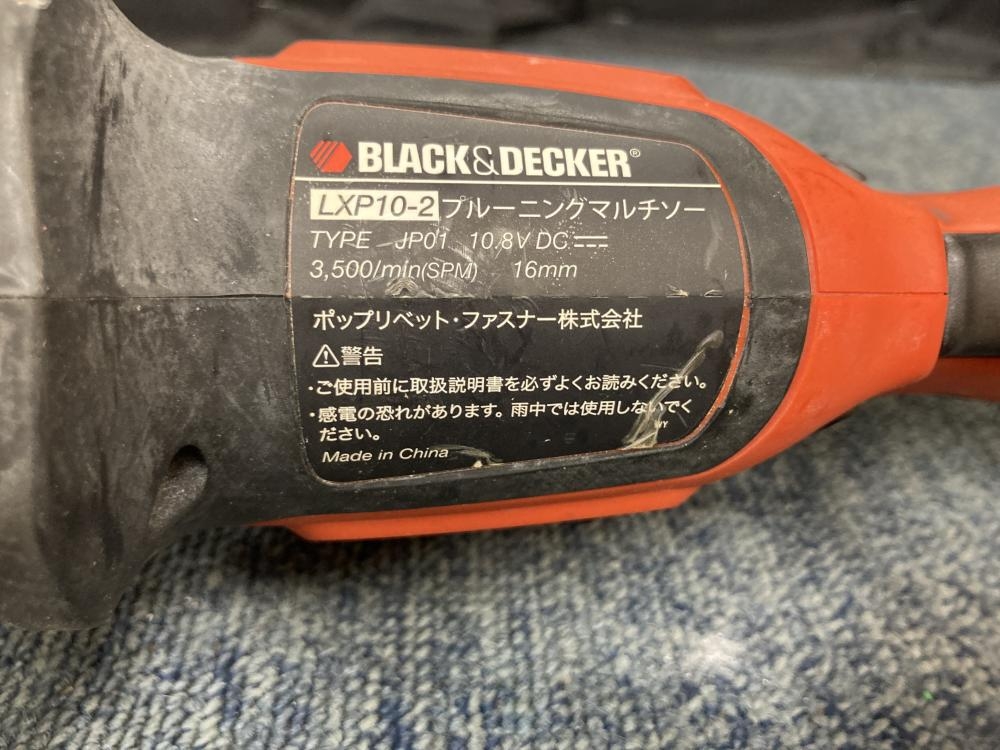 BLACK&DECKER®
LXP10-2 プルーニングマルチソー
TYPE JP01 10.8V DC
3,500/min(SPM) 16mm
ポップリベット・ファスナー株式会社
⚠警告
・ご使用前に取扱説明書を必ずよくお読みください。
・感電の恐れがあります。雨中では使用しないでく
ださい。
WY
Made in China